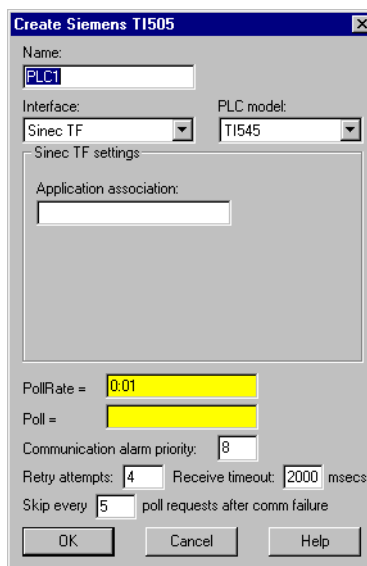 Create Siemens TI505
Name:
PLC1
Interface: PLC model:
Sinec TF TI545
Sinec TF settings
Application association:
PollRate = 0:01
Poll =
Communication alarm priority: 8
Retry attempts: 4 Receive timeout: 2000 msecs
Skip every 5 poll requests after comm failure
OK Cancel Help